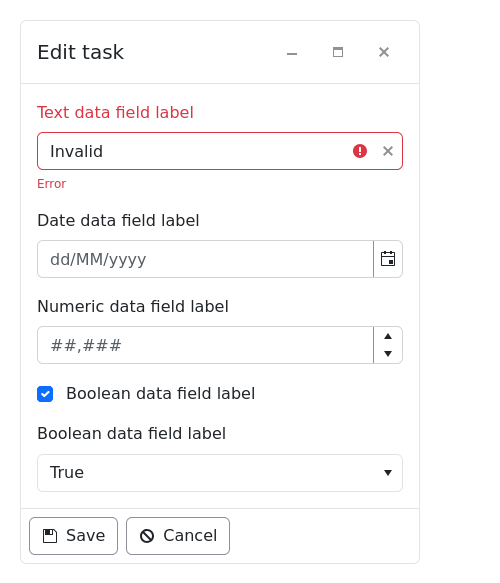 Edit task
Text data field label
Invalid
Error
Date data field label
dd/MM/yyyy
Numeric data field label
##,###
Boolean data field label
Boolean data field label
True
Save
Cancel